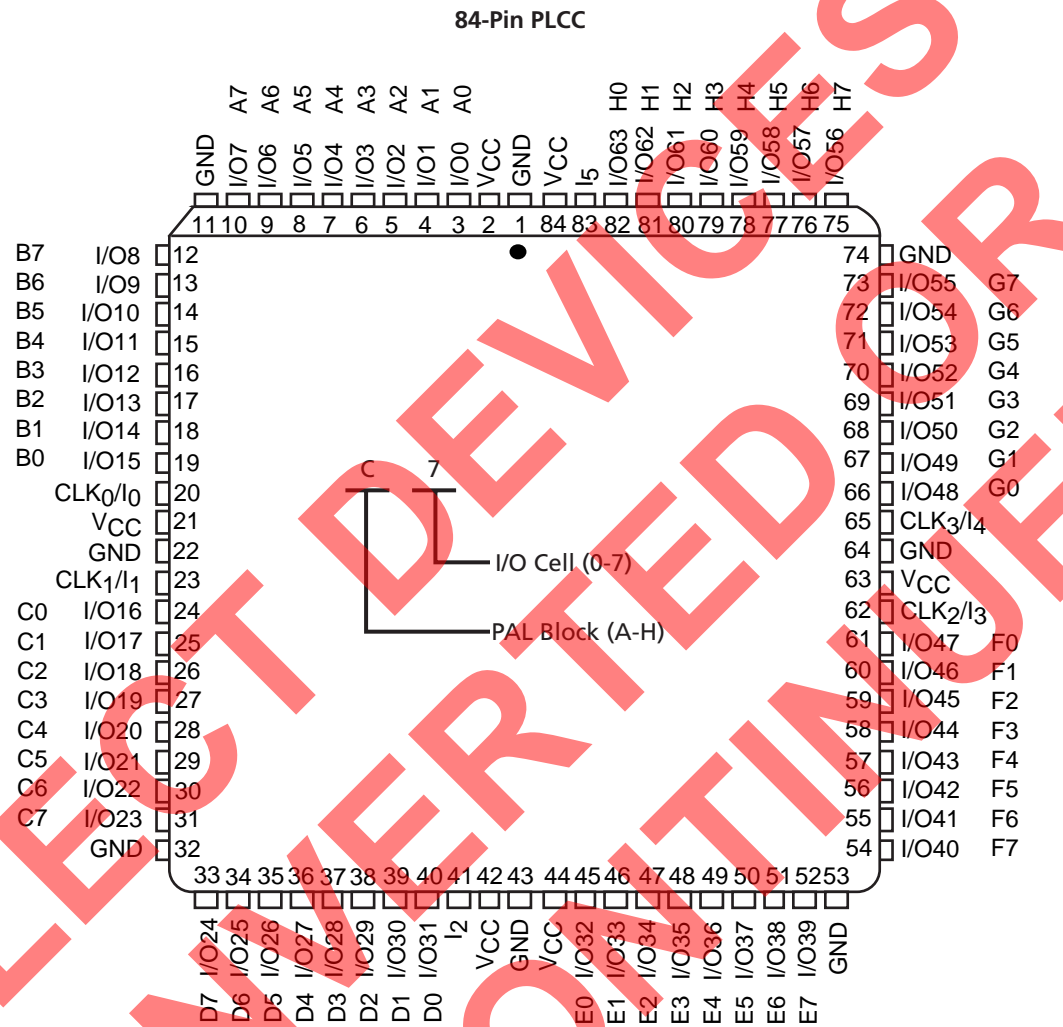 84-Pin PLCC
A7 A6 A5 A4 A3 A2 A1 A0 H0 H1 H2 H3 H4 H5 H6 H7
GND I/O7 I/O6 I/O5 I/O4 I/O3 I/O2 I/O1 I/O0 VCC GND VCC I5 I/O63 I/O62 I/O61 I/O60 I/O59 I/O58 I/O57 I/O56
11 10 9 8 7 6 5 4 3 2 1 84 83 82 81 80 79 78 77 76 75
B7 I/O8 12 74 GND
B6 I/O9 13 73 I/O55 G7
B5 I/O10 14 72 I/O54 G6
B4 I/O11 15 71 I/O53 G5
B3 I/O12 16 70 I/O52 G4
B2 I/O13 17 69 I/O51 G3
B1 I/O14 18 68 I/O50 G2
B0 I/O15 19 67 I/O49 G1
CLK0/I0 20 66 I/O48 G0
VCC 21 65 CLK3/I4
GND 22 64 GND
CLK1/I1 23 63 VCC
C0 I/O16 24 62 CLK2/I3
C1 I/O17 25 61 I/O47 F0
C2 I/O18 26 60 I/O46 F1
C3 I/O19 27 59 I/O45 F2
C4 I/O20 28 58 I/O44 F3
C5 I/O21 29 57 I/O43 F4
C6 I/O22 30 56 I/O42 F5
C7 I/O23 31 55 I/O41 F6
GND 32 54 I/O40 F7
C 7
I/O Cell (0-7)
PAL Block (A-H)
33 34 35 36 37 38 39 40 41 42 43 44 45 46 47 48 49 50 51 52 53
I/O24 I/O25 I/O26 I/O27 I/O28 I/O29 I/O30 I/O31 I2 VCC GND VCC I/O32 I/O33 I/O34 I/O35 I/O36 I/O37 I/O38 I/O39 GND
D7 D6 D5 D4 D3 D2 D1 D0 E0 E1 E2 E3 E4 E5 E6 E7
LECT DEVICES
VERTED OR
ONTINUE